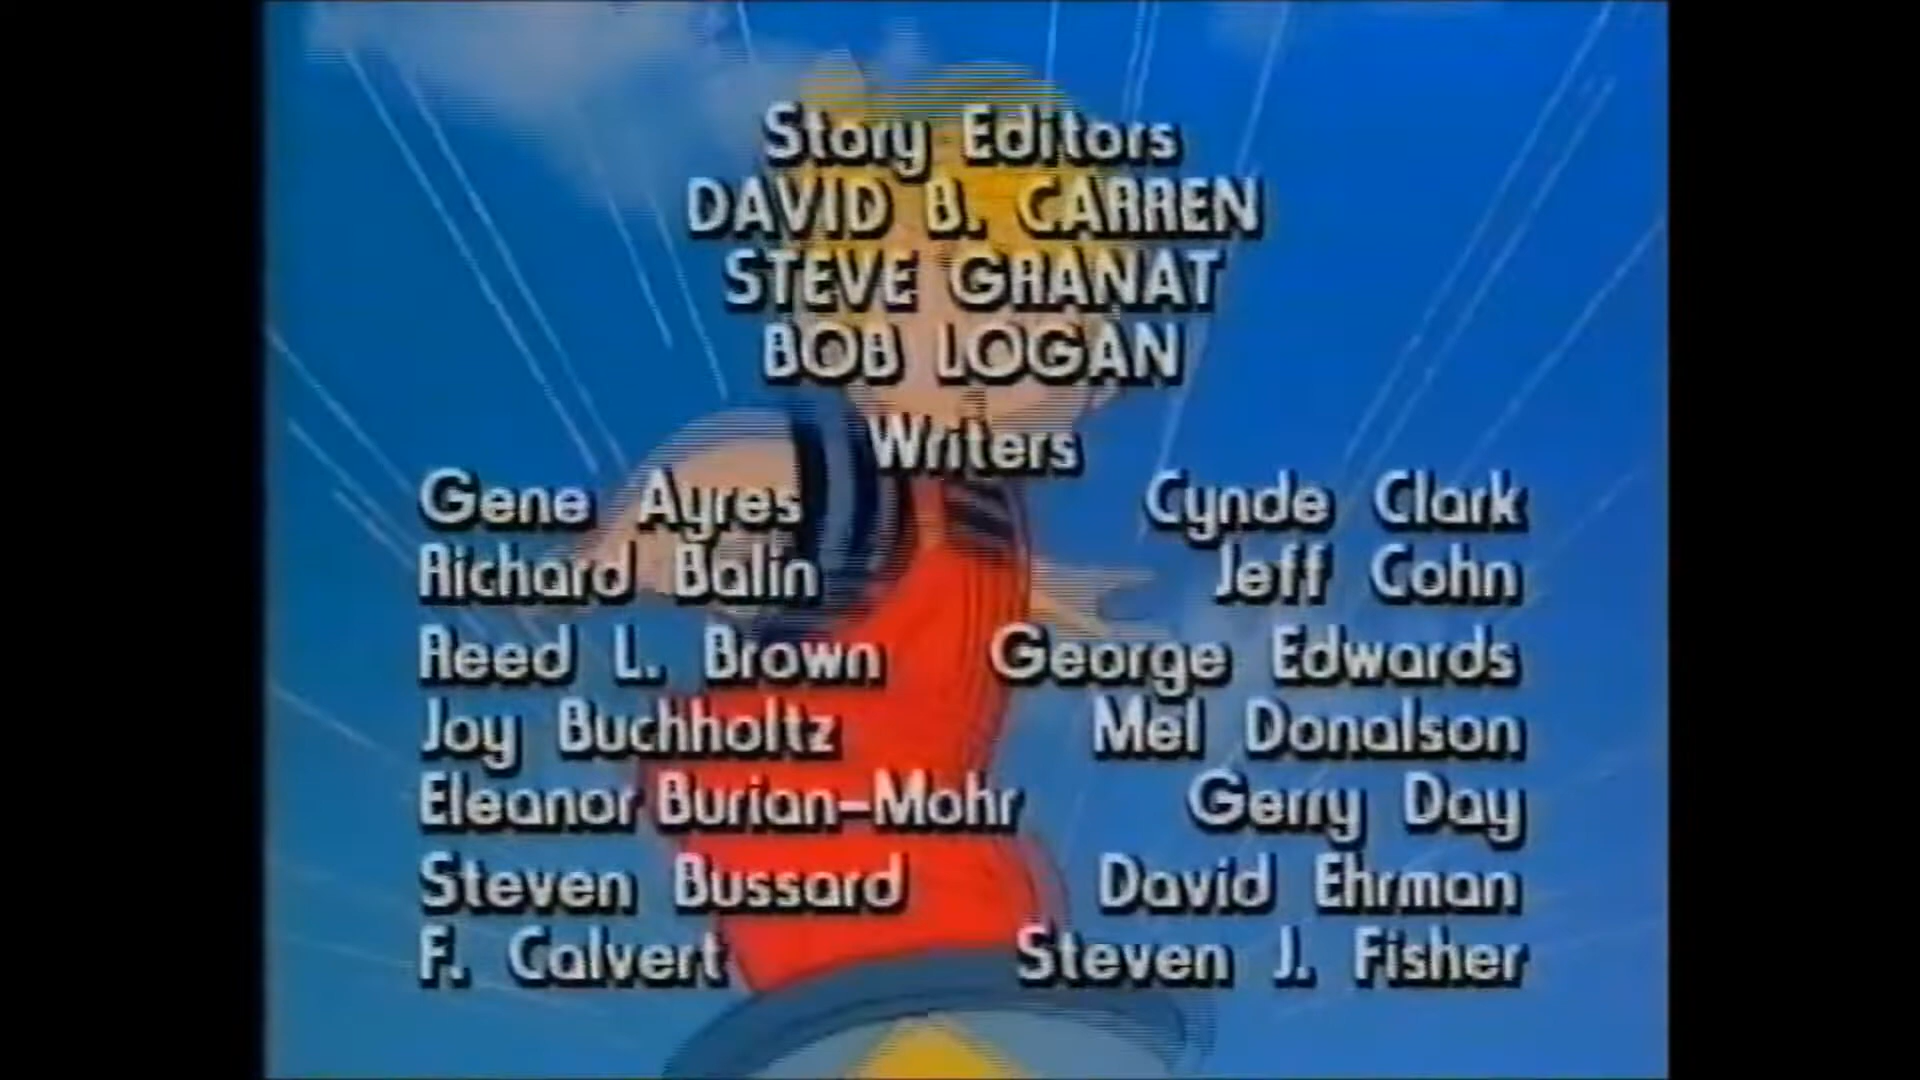 Story Editors
DAVID B. CARREN
STEVE GRANAT
BOB LOGAN
Writers
Gene Ayres Cynde Clark
Richard Balin Jeff Cohn
Reed L. Brown George Edwards
Joy Buchholtz Mel Donalson
Eleanor Burian-Mohr Gerry Day
Steven Bussard David Ehrman
F. Calvert Steven J. Fisher